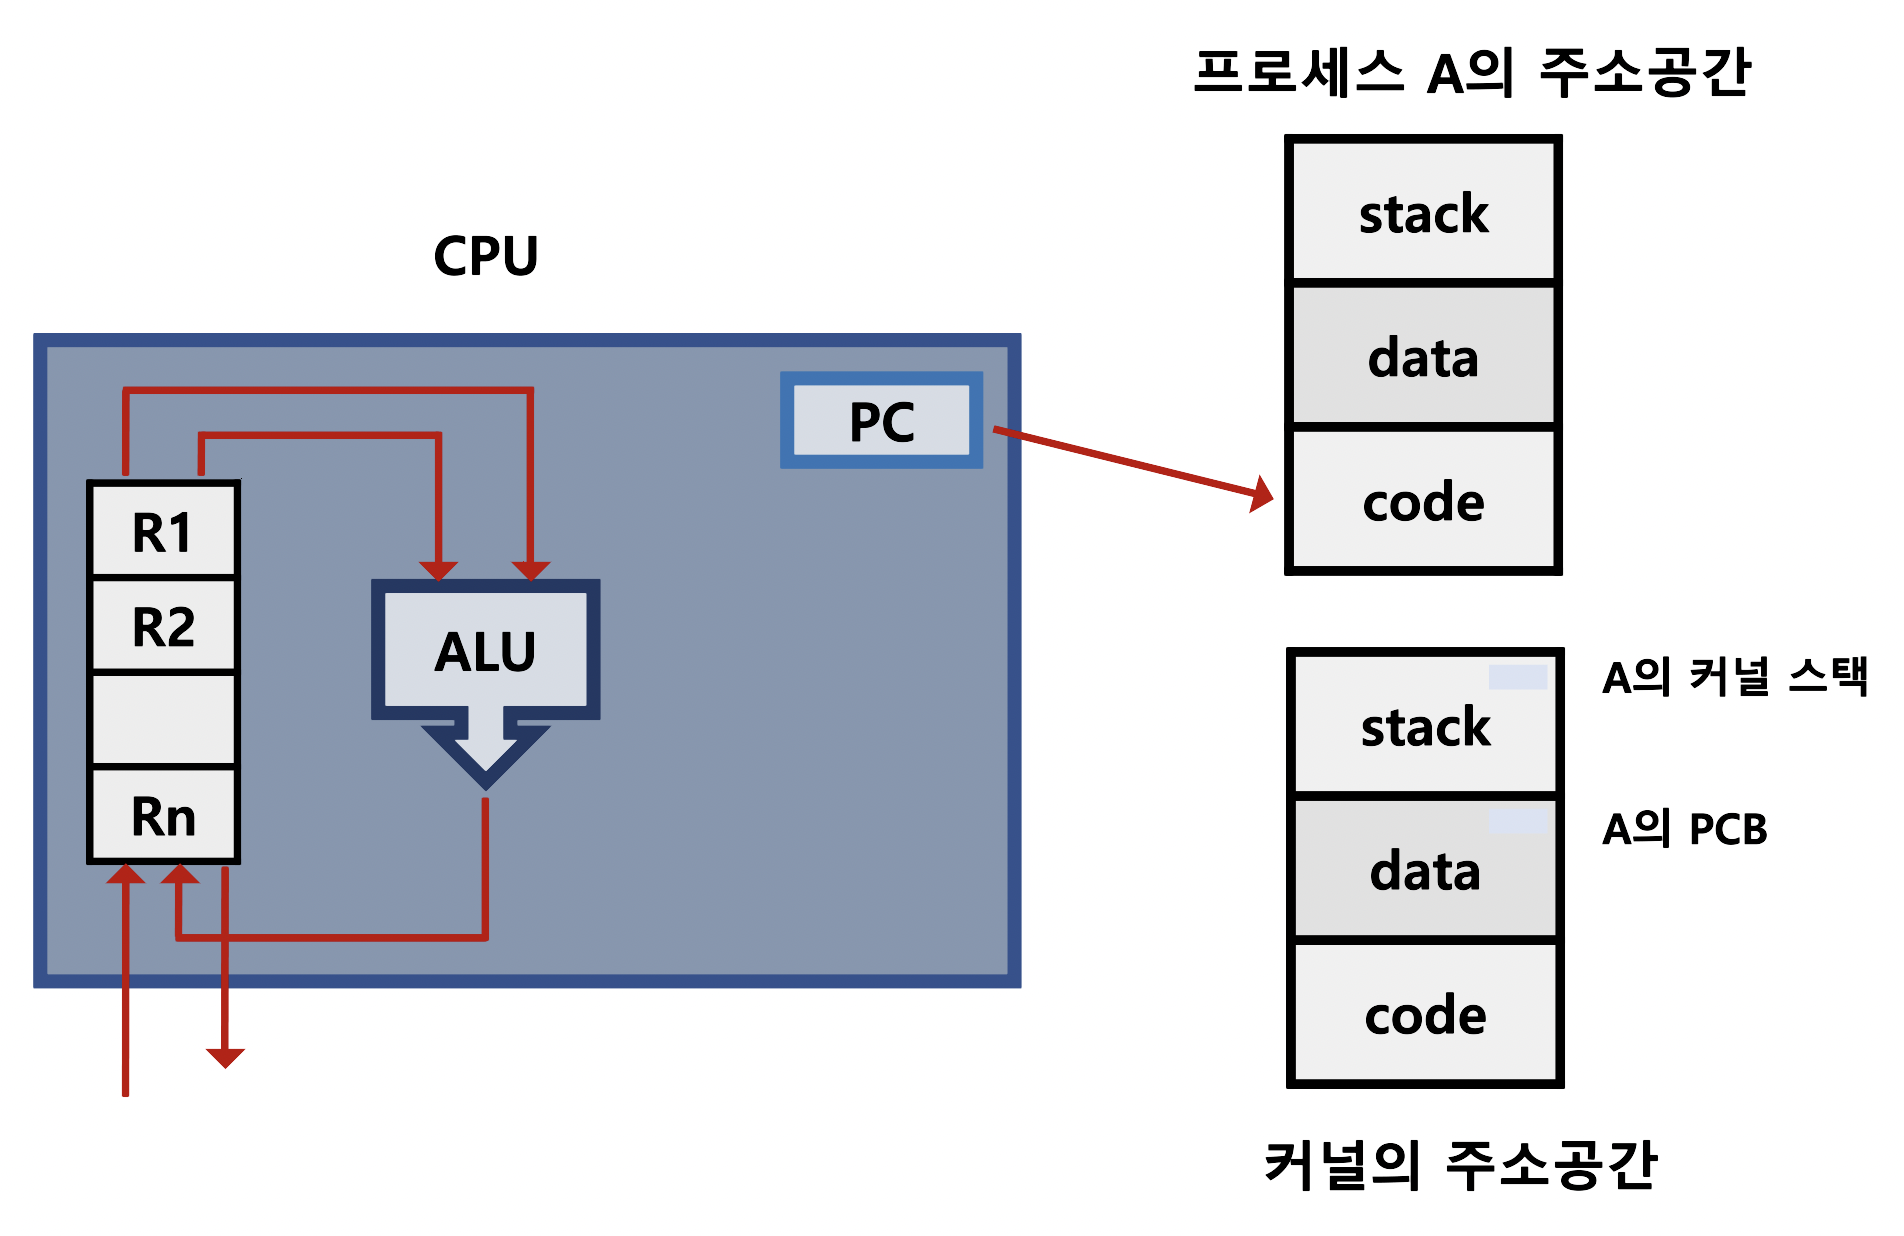 프로세스 A의 주소공간
CPU
stack
PC
data
code
R1
R2
ALU
Rn
stack
A의 커널 스택
data
A의 PCB
code
커널의 주소공간